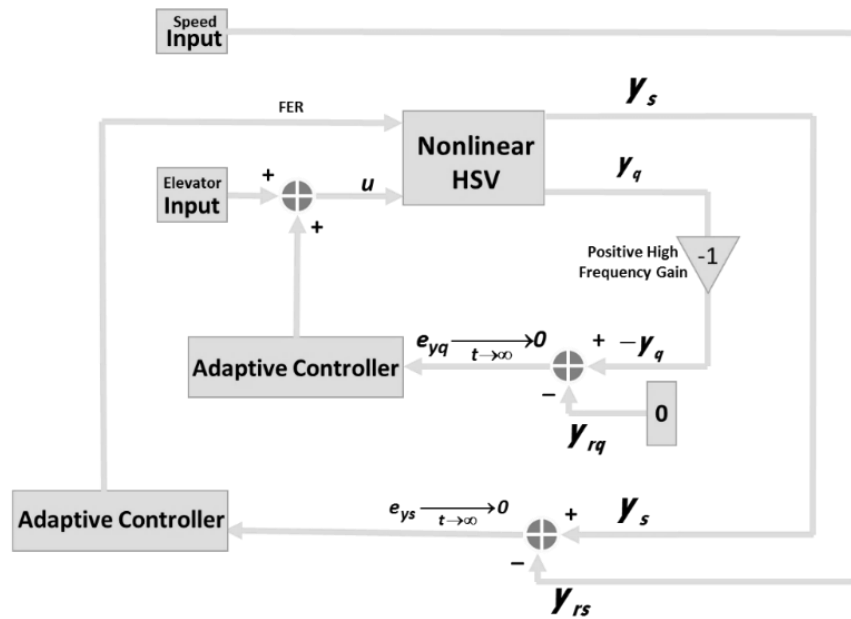 Speed
Input
FER
y_s
Nonlinear
HSV
y_q
Elevator
Input
+
u
+
Positive High
Frequency Gain
-1
e_yq ⟶ 0
t→∞
+
−y_q
Adaptive Controller
−
0
y_rq
e_ys ⟶ 0
t→∞
+
y_s
Adaptive Controller
−
y_rs